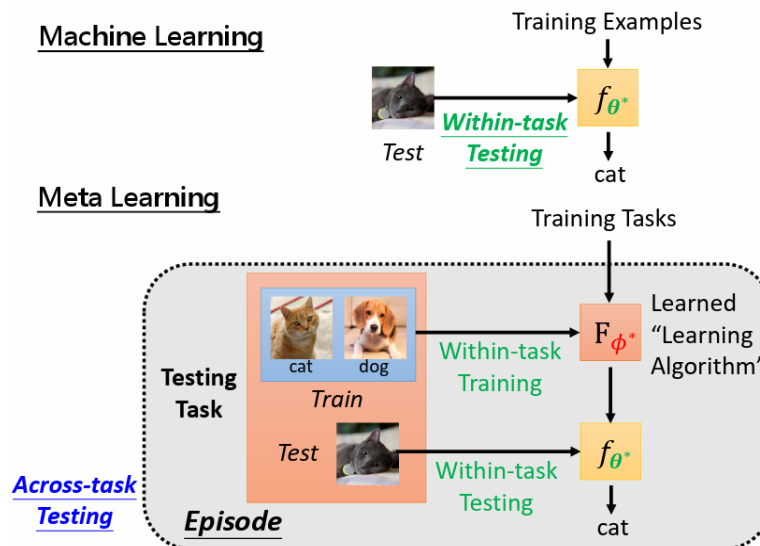 Machine Learning
Training Examples
fθ*
Within-task
Testing
Test
cat
Meta Learning
Training Tasks
Testing
Task
cat
dog
Train
Within-task
Training
Fϕ*
Learned
“Learning
Algorithm”
Test
Within-task
Testing
fθ*
cat
Across-task
Testing
Episode